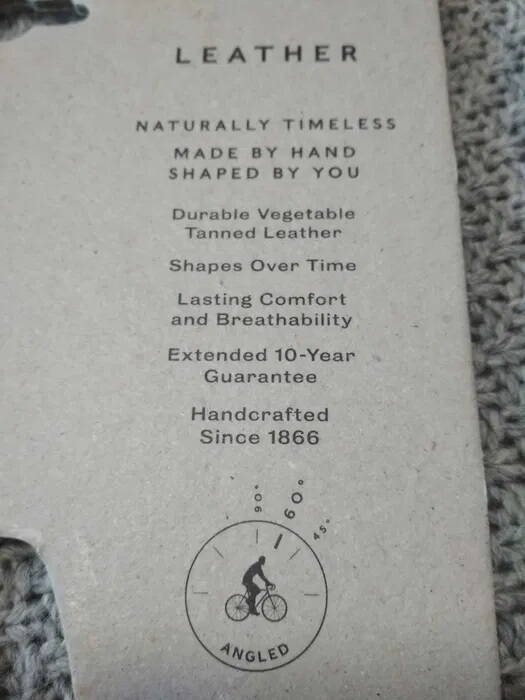 LEATHER
NATURALLY TIMELESS
MADE BY HAND
SHAPED BY YOU
Durable Vegetable
Tanned Leather
Shapes Over Time
Lasting Comfort
and Breathability
Extended 10-Year
Guarantee
Handcrafted
Since 1866
90°
60°
45°
ANGLED